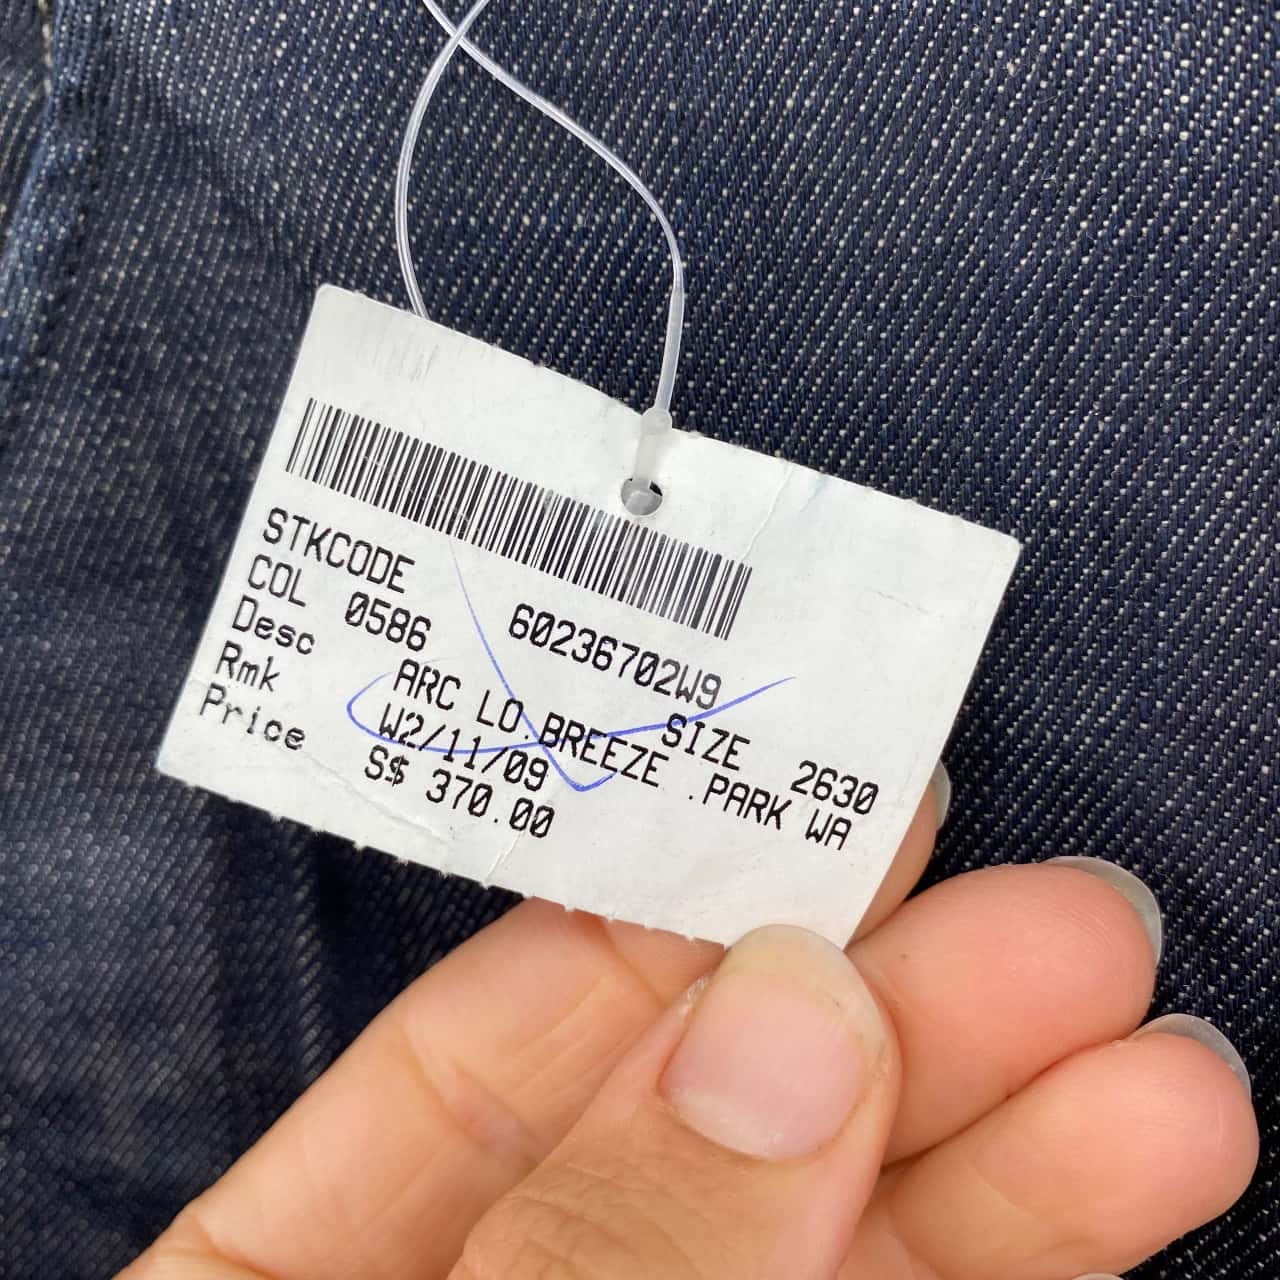 STKCODE 60236702W9
COL 0586 SIZE 2630
Desc ARC LO.BREEZE .PARK WA
Rmk W2/11/09
Price S$ 370.00